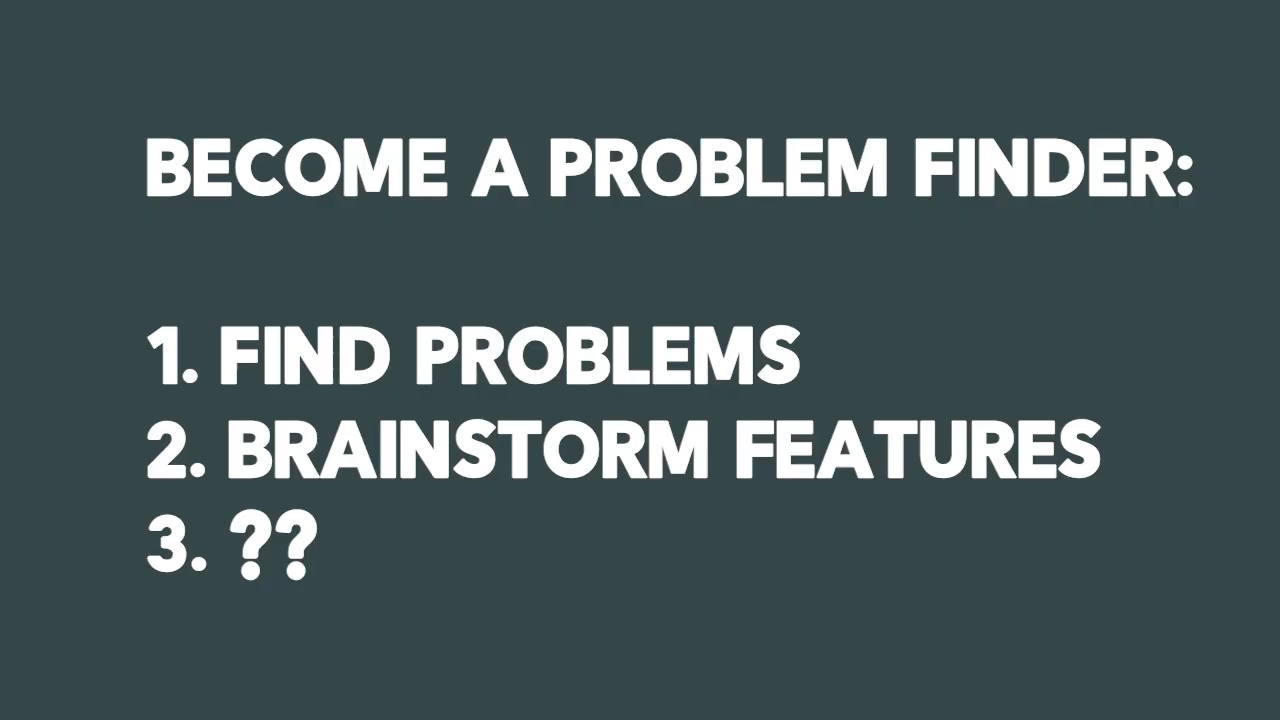 BECOME A PROBLEM FINDER:
1. FIND PROBLEMS
2. BRAINSTORM FEATURES
3. ??